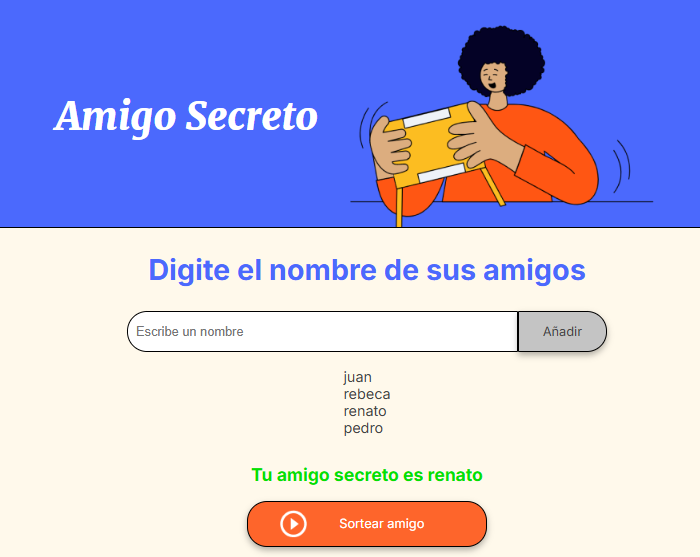 Amigo Secreto
Digite el nombre de sus amigos
Escribe un nombre
Añadir
juan
rebeca
renato
pedro
Tu amigo secreto es renato
Sortear amigo